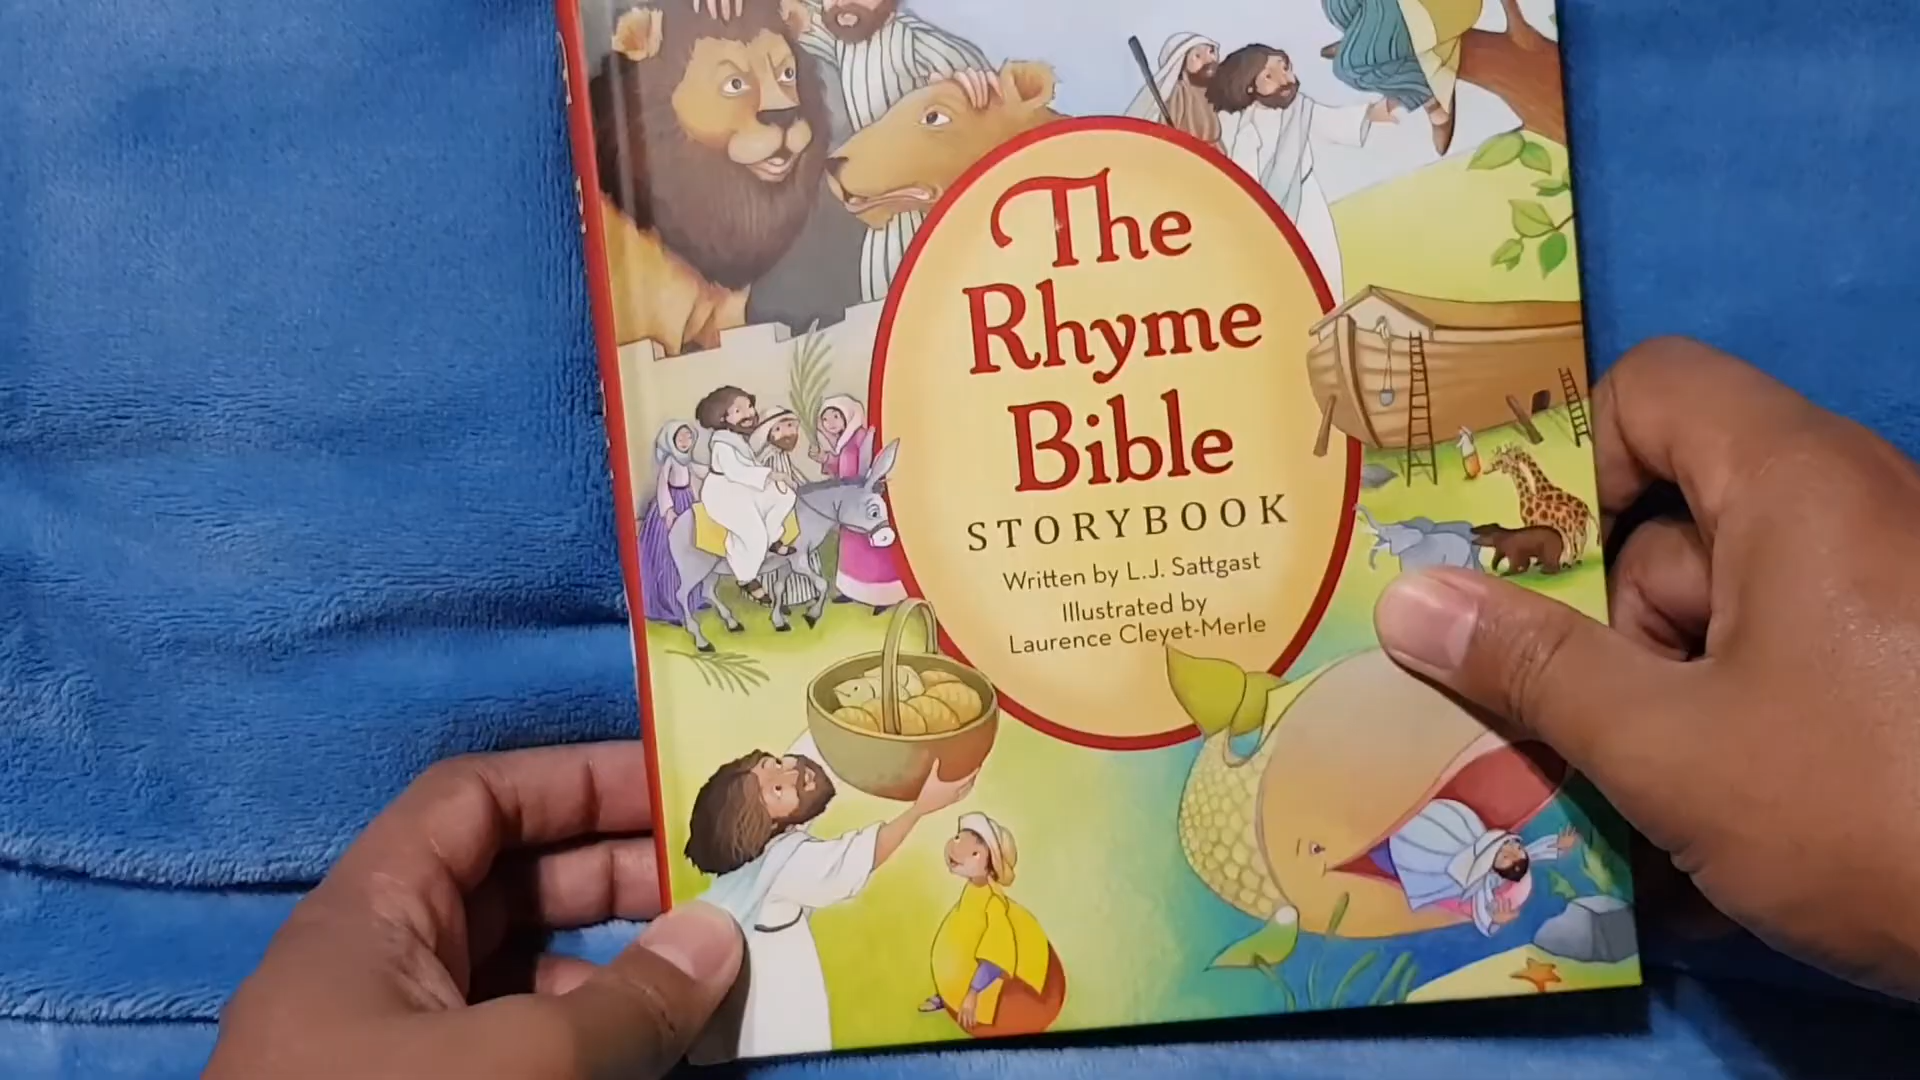 The
Rhyme
Bible
STORYBOOK
Written by L.J. Sattgast
Illustrated by
Laurence Cleyet-Merle